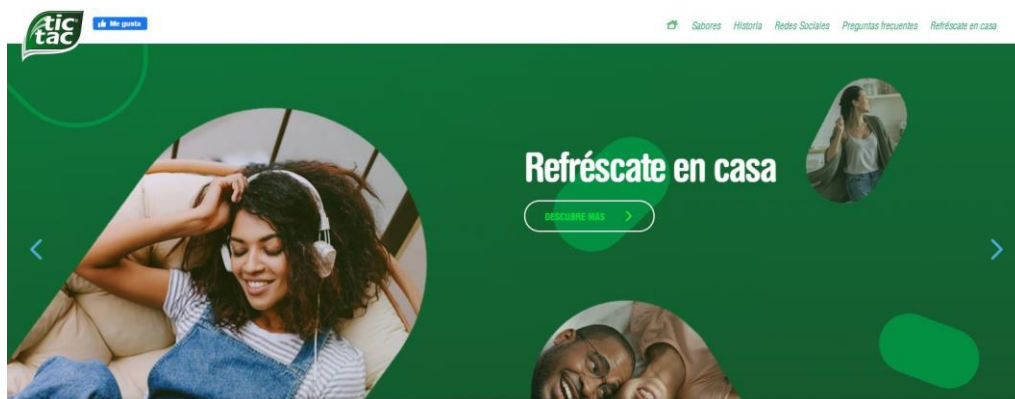 tic
tac
Me gusta
Sabores Historia Redes Sociales Preguntas frecuentes Refréscate en casa
Refréscate en casa
DESCUBRE MÁS